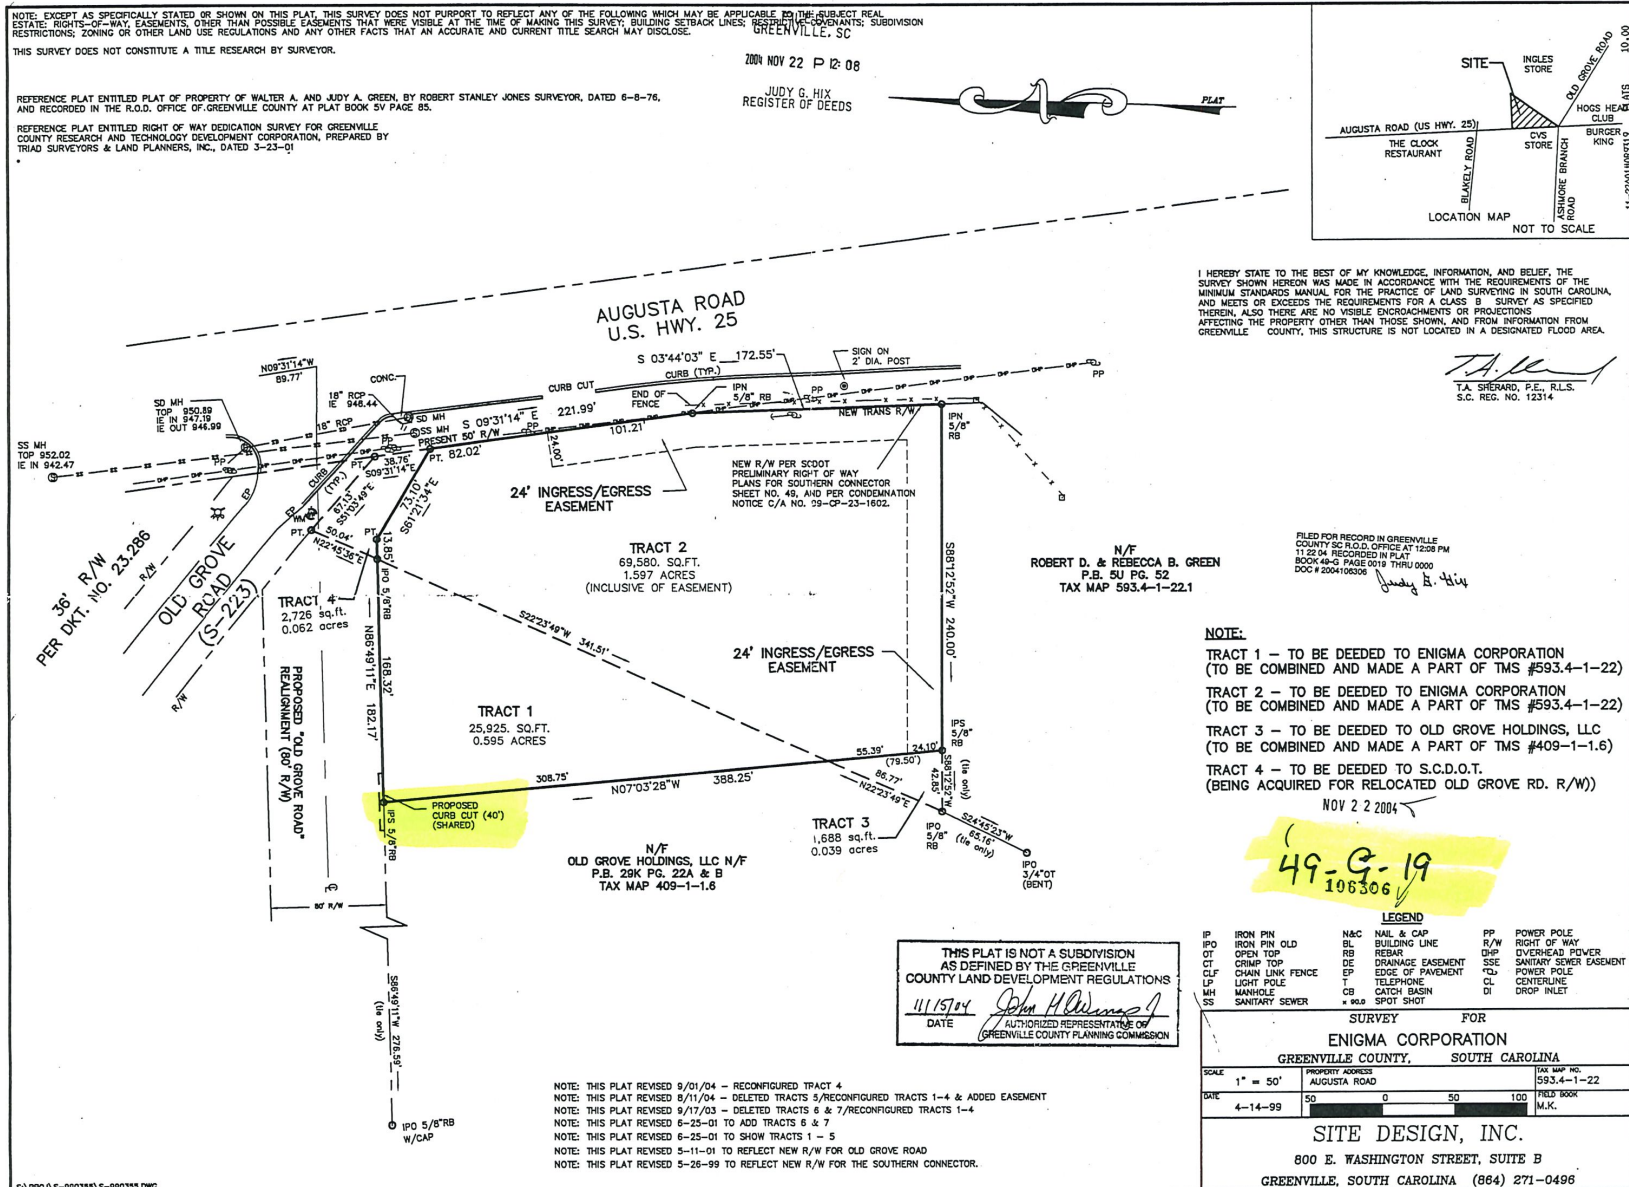 NOTE: EXCEPT AS SPECIFICALLY STATED OR SHOWN ON THIS PLAT, THIS SURVEY DOES NOT PURPORT TO REFLECT ANY OF THE FOLLOWING WHICH MAY BE APPLICABLE TO THE SUBJECT REAL
ESTATE: RIGHTS-OF-WAY, EASEMENTS, OTHER THAN POSSIBLE EASEMENTS THAT WERE VISIBLE AT THE TIME OF MAKING THIS SURVEY; BUILDING SETBACK LINES; RESTRICTIVE COVENANTS; SUBDIVISION
RESTRICTIONS; ZONING OR OTHER LAND USE REGULATIONS AND ANY OTHER FACTS THAT AN ACCURATE AND CURRENT TITLE SEARCH MAY DISCLOSE.
THIS SURVEY DOES NOT CONSTITUTE A TITLE RESEARCH BY SURVEYOR.
REFERENCE PLAT ENTITLED PLAT OF PROPERTY OF WALTER A. AND JUDY A. GREEN, BY ROBERT STANLEY JONES SURVEYOR, DATED 6-8-76,
AND RECORDED IN THE R.O.D. OFFICE OF GREENVILLE COUNTY AT PLAT BOOK 5V PAGE 85.
REFERENCE PLAT ENTITLED RIGHT OF WAY DEDICATION SURVEY FOR GREENVILLE
COUNTY RESEARCH AND TECHNOLOGY DEVELOPMENT CORPORATION, PREPARED BY
TRIAD SURVEYORS & LAND PLANNERS, INC., DATED 3-23-01
GREENVILLE, SC
2004 NOV 22 P 12: 08
JUDY G. HIX
REGISTER OF DEEDS
PLAT
SITE
INGLES
STORE
OLD GROVE ROAD
HOGS HEAD
CLUB
AUGUSTA ROAD (US HWY. 25)
THE CLOCK
RESTAURANT
CVS
STORE
BURGER
KING
BLAKELY ROAD
ASHMORE BRANCH
ROAD
LOCATION MAP
NOT TO SCALE
10.00
I HEREBY STATE TO THE BEST OF MY KNOWLEDGE, INFORMATION, AND BELIEF, THE
SURVEY SHOWN HEREON WAS MADE IN ACCORDANCE WITH THE REQUIREMENTS OF THE
MINIMUM STANDARDS MANUAL FOR THE PRACTICE OF LAND SURVEYING IN SOUTH CAROLINA,
AND MEETS OR EXCEEDS THE REQUIREMENTS FOR A CLASS B SURVEY AS SPECIFIED
THEREIN, ALSO THERE ARE NO VISIBLE ENCROACHMENTS OR PROJECTIONS
AFFECTING THE PROPERTY OTHER THAN THOSE SHOWN, AND FROM INFORMATION FROM
GREENVILLE COUNTY, THIS STRUCTURE IS NOT LOCATED IN A DESIGNATED FLOOD AREA.
T.A. SHERARD, P.E., R.L.S.
S.C. REG. NO. 12314
AUGUSTA ROAD
U.S. HWY. 25
S 03°44'03" E 172.55'
CURB (TYP.)
SIGN ON
2' DIA. POST
PP
N09°31'14"W
89.77'
CONC.
18" RCP
IE 948.44
CURB CUT
END OF
FENCE
IPN
5/8" RB
PP
SD MH
TOP 950.89
IE IN 947.19
IE OUT 946.99
18" RCP
SD MH
SS MH
S 09°31'14" E 221.99'
PRESENT 50' R/W
PP
101.21'
NEW TRANS R/W
IPN
5/8"
RB
SS MH
TOP 952.02
IE IN 942.47
PP
PP
PT.
38.76'
S09°31'14"E
PT. 82.02'
24.00'
CURB
(TYP.)
EP
EP
67.13'
S51°03'49"E
73.10'
S61°21'34"E
WM
PT.
50.04'
N22°45'36"E
PT.
13.85'
24' INGRESS/EGRESS
EASEMENT
NEW R/W PER SCDOT
PRELIMINARY RIGHT OF WAY
PLANS FOR SOUTHERN CONNECTOR
SHEET NO. 49, AND PER CONDEMNATION
NOTICE C/A NO. 99-CP-23-1602.
TRACT 2
69,580. SQ.FT.
1.597 ACRES
(INCLUSIVE OF EASEMENT)
N/F
ROBERT D. & REBECCA B. GREEN
P.B. 5U PG. 52
TAX MAP 593.4-1-22.1
36' R/W
PER DKT. NO. 23.286
R/W
OLD GROVE
ROAD
(S-223)
R/W
TRACT 4
2,726 sq.ft.
0.062 acres
IPO 5/8"RB
N86°49'11"E
168.32'
182.17'
S22°23'49"W 341.51'
24' INGRESS/EGRESS
EASEMENT
S88°12'52"W 240.00'
PROPOSED "OLD GROVE ROAD"
REALIGNMENT (80' R/W)
TRACT 1
25,925. SQ.FT.
0.595 ACRES
IPS
5/8"
RB
55.39'
24.10'
(79.50')
308.75'
N07°03'28"W 388.25'
86.77'
N22°23'49"E
S88°12'52"W
42.85'
(tie only)
PROPOSED
CURB CUT (40')
(SHARED)
IPS 5/8"RB
TRACT 3
1,688 sq.ft.
0.039 acres
IPO
5/8"
RB
S24°45'23"W
65.16'
(tie only)
IPO
3/4"OT
(BENT)
N/F
OLD GROVE HOLDINGS, LLC N/F
P.B. 29K PG. 22A & B
TAX MAP 409-1-1.6
80' R/W
S86°49'11"W 276.59'
(tie only)
IPO 5/8"RB
W/CAP
FILED FOR RECORD IN GREENVILLE
COUNTY SC R.O.D. OFFICE AT 12:08 PM
11 22 04 RECORDED IN PLAT
BOOK 49-G PAGE 0019 THRU 0000
DOC # 2004106306
Judy G. Hix
NOTE:
TRACT 1 - TO BE DEEDED TO ENIGMA CORPORATION
(TO BE COMBINED AND MADE A PART OF TMS #593.4-1-22)
TRACT 2 - TO BE DEEDED TO ENIGMA CORPORATION
(TO BE COMBINED AND MADE A PART OF TMS #593.4-1-22)
TRACT 3 - TO BE DEEDED TO OLD GROVE HOLDINGS, LLC
(TO BE COMBINED AND MADE A PART OF TMS #409-1-1.6)
TRACT 4 - TO BE DEEDED TO S.C.D.O.T.
(BEING ACQUIRED FOR RELOCATED OLD GROVE RD. R/W))
NOV 22 2004
49-G-19
106306
LEGEND
IP IRON PIN N&C NAIL & CAP PP POWER POLE
IPO IRON PIN OLD BL BUILDING LINE R/W RIGHT OF WAY
OT OPEN TOP RB REBAR OHP OVERHEAD POWER
CT CRIMP TOP DE DRAINAGE EASEMENT SSE SANITARY SEWER EASEMENT
CLF CHAIN LINK FENCE EP EDGE OF PAVEMENT POWER POLE
LP LIGHT POLE T TELEPHONE CL CENTERLINE
MH MANHOLE CB CATCH BASIN DI DROP INLET
SS SANITARY SEWER x 90.0 SPOT SHOT
THIS PLAT IS NOT A SUBDIVISION
AS DEFINED BY THE GREENVILLE
COUNTY LAND DEVELOPMENT REGULATIONS
11/15/04
DATE
AUTHORIZED REPRESENTATIVE OF
GREENVILLE COUNTY PLANNING COMMISSION
NOTE: THIS PLAT REVISED 9/01/04 - RECONFIGURED TRACT 4
NOTE: THIS PLAT REVISED 8/11/04 - DELETED TRACTS 5/RECONFIGURED TRACTS 1-4 & ADDED EASEMENT
NOTE: THIS PLAT REVISED 9/17/03 - DELETED TRACTS 6 & 7/RECONFIGURED TRACTS 1-4
NOTE: THIS PLAT REVISED 6-25-01 TO ADD TRACTS 6 & 7
NOTE: THIS PLAT REVISED 6-25-01 TO SHOW TRACTS 1 - 5
NOTE: THIS PLAT REVISED 5-11-01 TO REFLECT NEW R/W FOR OLD GROVE ROAD
NOTE: THIS PLAT REVISED 5-26-99 TO REFLECT NEW R/W FOR THE SOUTHERN CONNECTOR.
SURVEY FOR
ENIGMA CORPORATION
GREENVILLE COUNTY, SOUTH CAROLINA
SCALE
1" = 50'
PROPERTY ADDRESS
AUGUSTA ROAD
TAX MAP NO.
593.4-1-22
DATE
4-14-99
50 0 50 100
FIELD BOOK
M.K.
SITE DESIGN, INC.
800 E. WASHINGTON STREET, SUITE B
GREENVILLE, SOUTH CAROLINA (864) 271-0496